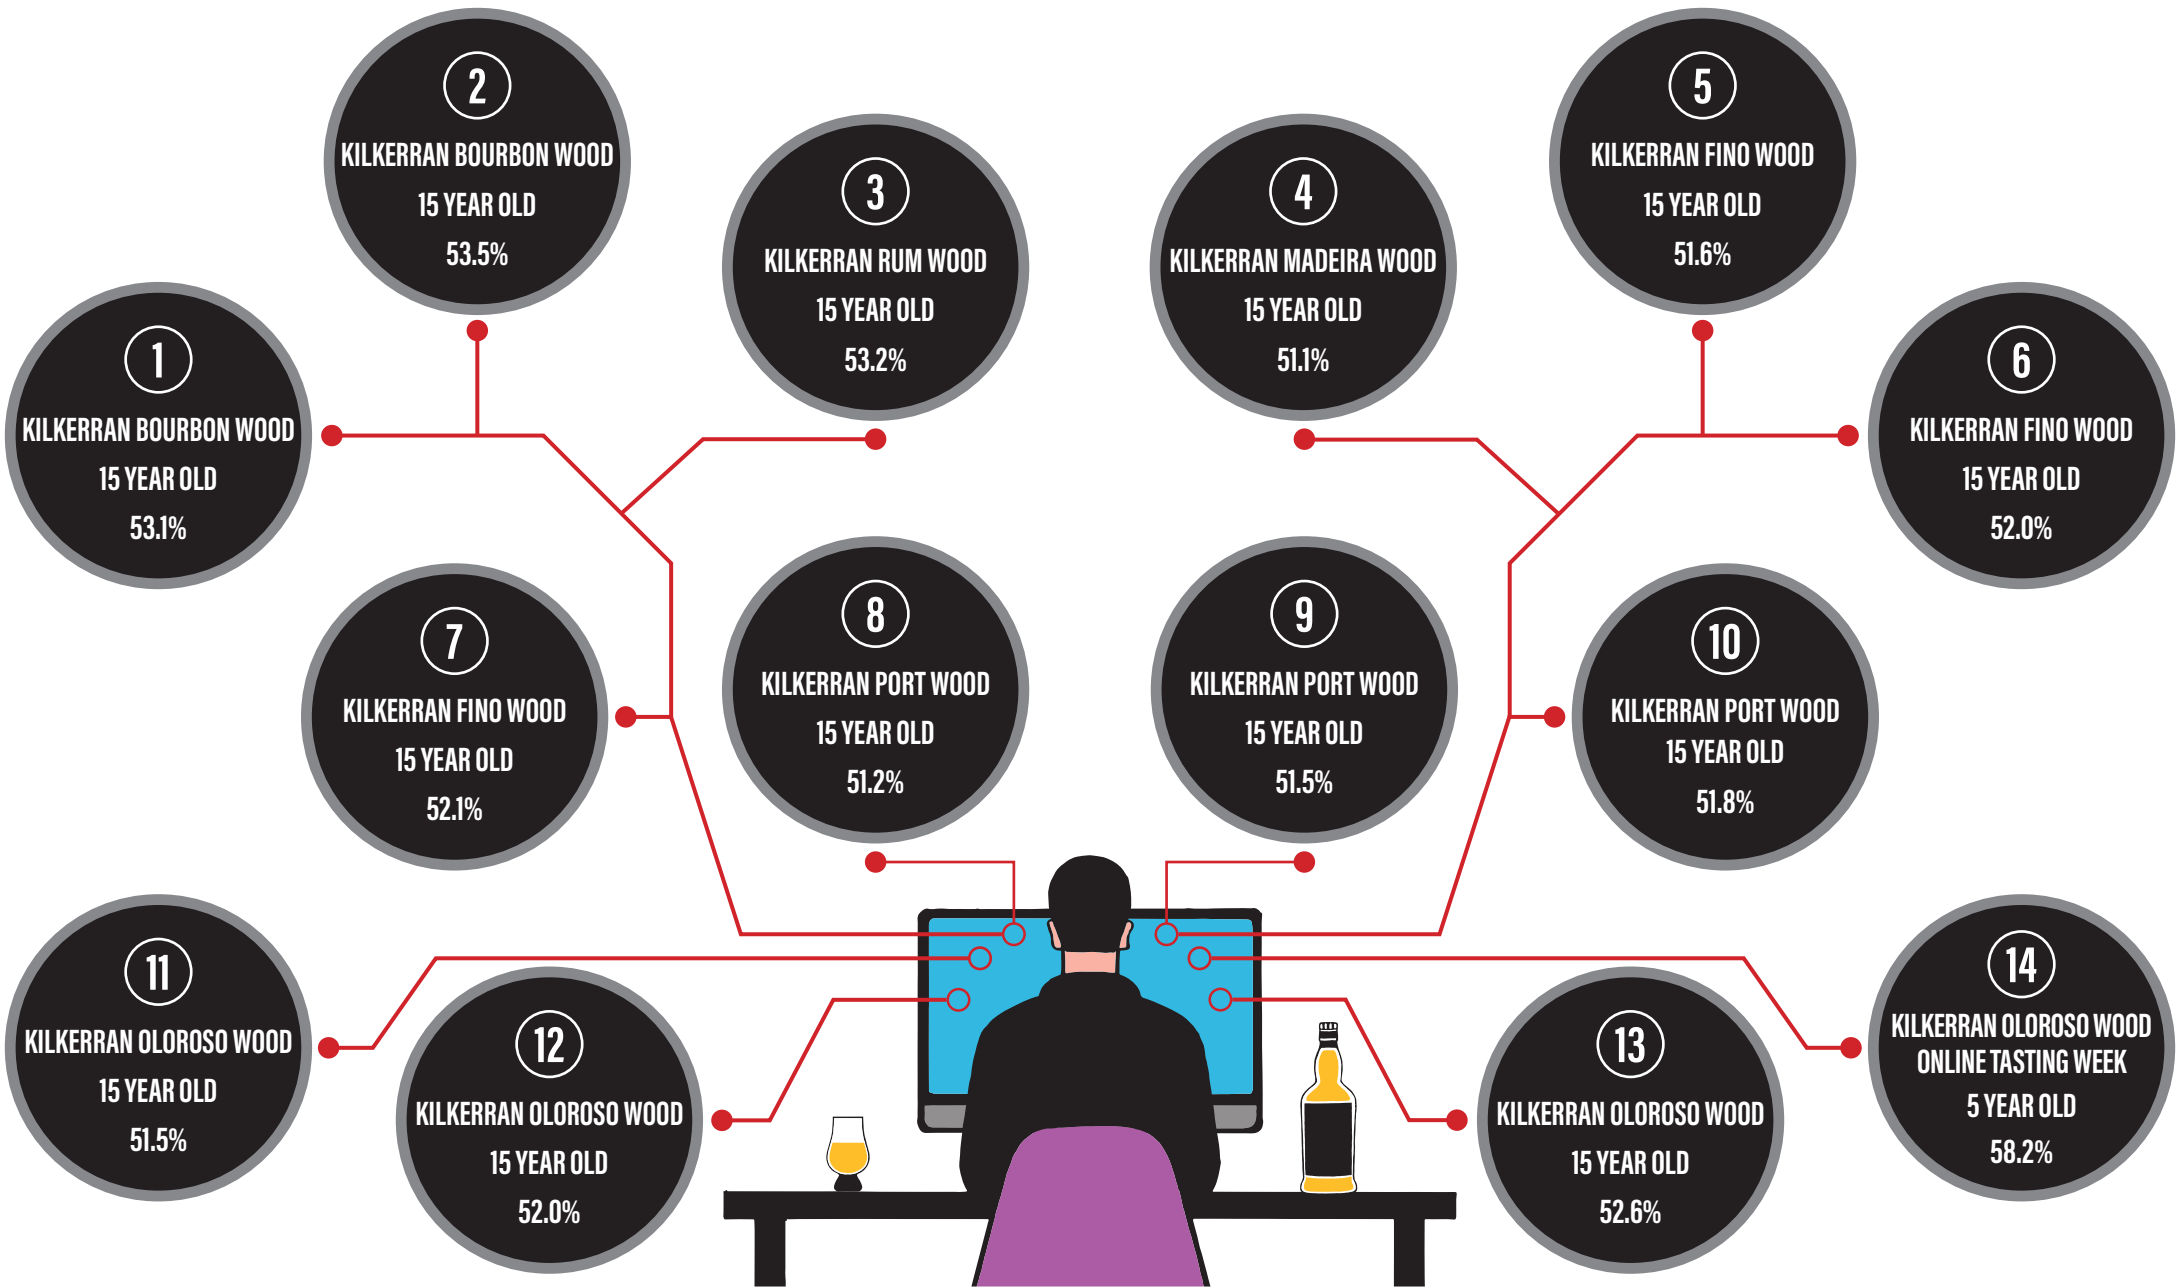 1
KILKERRAN BOURBON WOOD
15 YEAR OLD
53.1%
2
KILKERRAN BOURBON WOOD
15 YEAR OLD
53.5%
3
KILKERRAN RUM WOOD
15 YEAR OLD
53.2%
4
KILKERRAN MADEIRA WOOD
15 YEAR OLD
51.1%
5
KILKERRAN FINO WOOD
15 YEAR OLD
51.6%
6
KILKERRAN FINO WOOD
15 YEAR OLD
52.0%
7
KILKERRAN FINO WOOD
15 YEAR OLD
52.1%
8
KILKERRAN PORT WOOD
15 YEAR OLD
51.2%
9
KILKERRAN PORT WOOD
15 YEAR OLD
51.5%
10
KILKERRAN PORT WOOD
15 YEAR OLD
51.8%
11
KILKERRAN OLOROSO WOOD
15 YEAR OLD
51.5%
12
KILKERRAN OLOROSO WOOD
15 YEAR OLD
52.0%
13
KILKERRAN OLOROSO WOOD
15 YEAR OLD
52.6%
14
KILKERRAN OLOROSO WOOD
ONLINE TASTING WEEK
5 YEAR OLD
58.2%